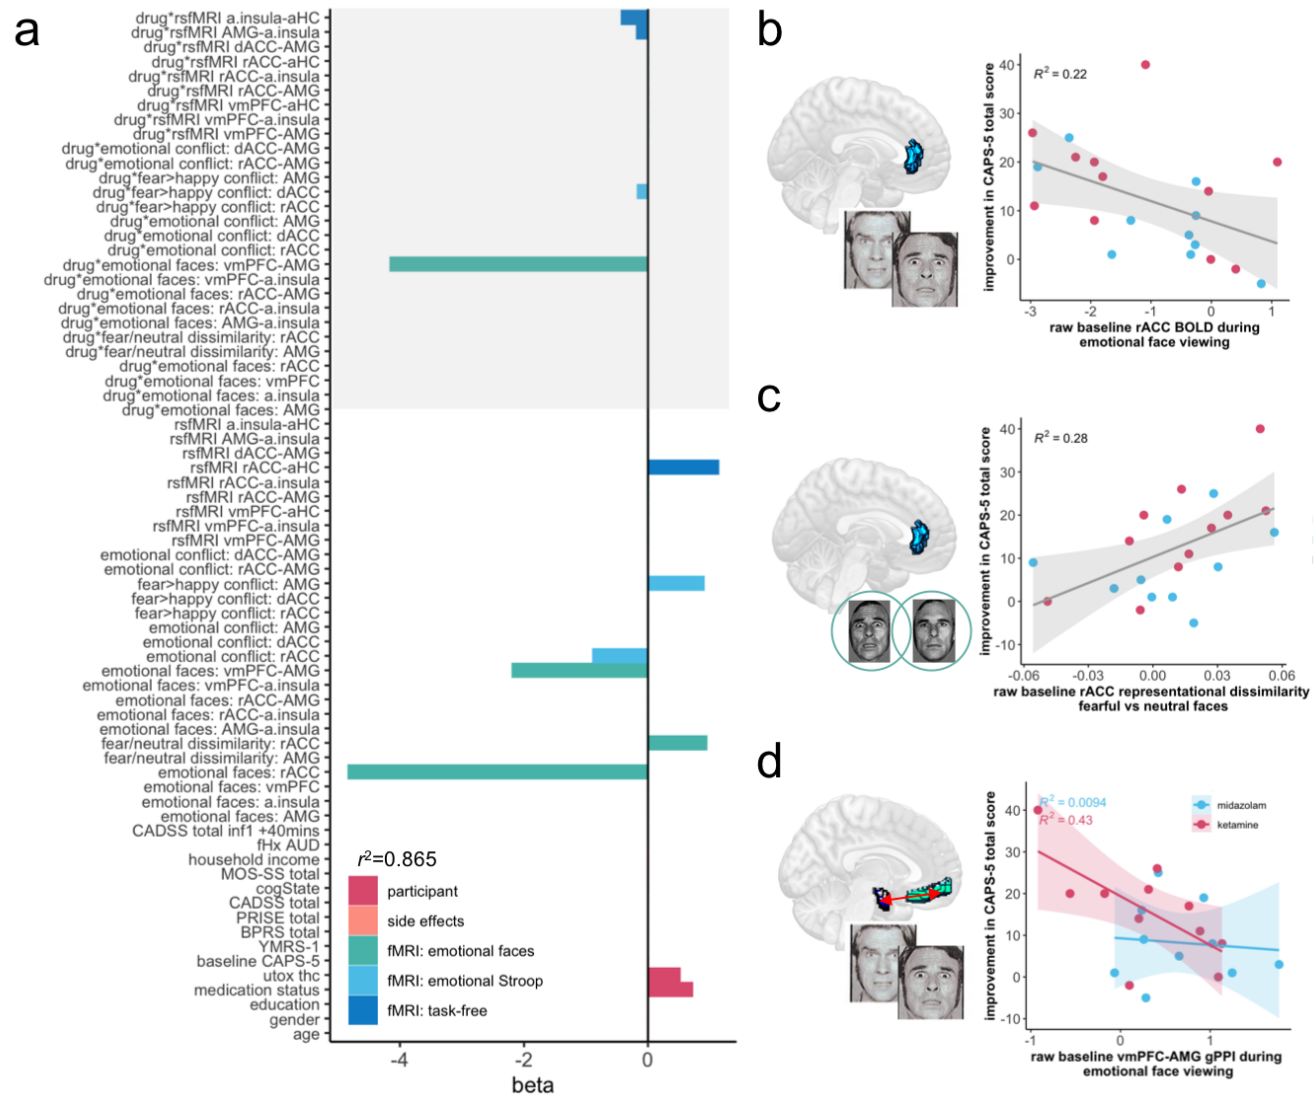 a
drug*rsfMRI a.insula-aHC
drug*rsfMRI AMG-a.insula
drug*rsfMRI dACC-AMG
drug*rsfMRI rACC-aHC
drug*rsfMRI rACC-a.insula
drug*rsfMRI rACC-AMG
drug*rsfMRI vmPFC-aHC
drug*rsfMRI vmPFC-a.insula
drug*rsfMRI vmPFC-AMG
drug*emotional conflict: dACC-AMG
drug*emotional conflict: rACC-AMG
drug*fear>happy conflict: AMG
drug*fear>happy conflict: dACC
drug*fear>happy conflict: rACC
drug*emotional conflict: AMG
drug*emotional conflict: dACC
drug*emotional conflict: rACC
drug*emotional faces: vmPFC-AMG
drug*emotional faces: vmPFC-a.insula
drug*emotional faces: rACC-AMG
drug*emotional faces: rACC-a.insula
drug*emotional faces: AMG-a.insula
drug*fear/neutral dissimilarity: rACC
drug*fear/neutral dissimilarity: AMG
drug*emotional faces: rACC
drug*emotional faces: vmPFC
drug*emotional faces: a.insula
drug*emotional faces: AMG
rsfMRI a.insula-aHC
rsfMRI AMG-a.insula
rsfMRI dACC-AMG
rsfMRI rACC-aHC
rsfMRI rACC-a.insula
rsfMRI rACC-AMG
rsfMRI vmPFC-aHC
rsfMRI vmPFC-a.insula
rsfMRI vmPFC-AMG
emotional conflict: dACC-AMG
emotional conflict: rACC-AMG
fear>happy conflict: AMG
fear>happy conflict: dACC
fear>happy conflict: rACC
emotional conflict: AMG
emotional conflict: dACC
emotional conflict: rACC
emotional faces: vmPFC-AMG
emotional faces: vmPFC-a.insula
emotional faces: rACC-AMG
emotional faces: rACC-a.insula
emotional faces: AMG-a.insula
fear/neutral dissimilarity: rACC
fear/neutral dissimilarity: AMG
emotional faces: rACC
emotional faces: vmPFC
emotional faces: a.insula
emotional faces: AMG
CADSS total inf1 +40mins
fHx AUD
household income
MOS-SS total
cogState
CADSS total
PRISE total
BPRS total
YMRS-1
baseline CAPS-5
utox thc
medication status
education
gender
age
r²=0.865
participant
side effects
fMRI: emotional faces
fMRI: emotional Stroop
fMRI: task-free
-4 -2 0
beta
b
improvement in CAPS-5 total score
40
30
20
10
0
R² = 0.22
-3 -2 -1 0 1
raw baseline rACC BOLD during
emotional face viewing
c
improvement in CAPS-5 total score
40
30
20
10
0
-10
R² = 0.28
-0.06 -0.03 0.00 0.03 0.06
raw baseline rACC representational dissimilarity
fearful vs neutral faces
d
improvement in CAPS-5 total score
40
30
20
10
0
-10
R² = 0.0094
R² = 0.43
midazolam
ketamine
-1 0 1
raw baseline vmPFC-AMG gPPI during
emotional face viewing